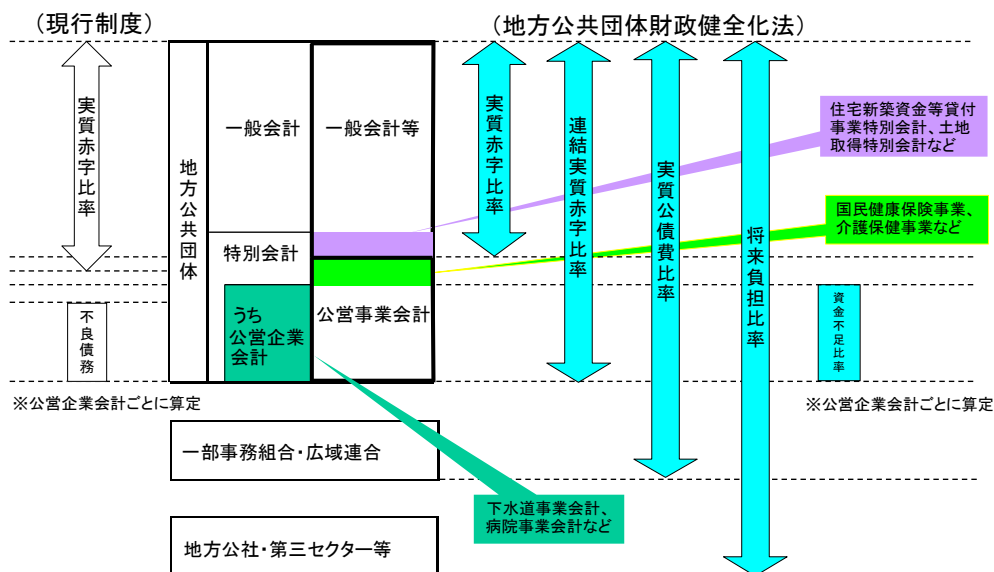 (現行制度)
(地方公共団体財政健全化法)
実質赤字比率
不良債務
※公営企業会計ごとに算定
地方公共団体
一般会計
特別会計
うち
公営企業
会計
一般会計等
公営事業会計
一部事務組合・広域連合
地方公社・第三セクター等
下水道事業会計、
病院事業会計など
実質赤字比率
連結実質赤字比率
実質公債費比率
将来負担比率
住宅新築資金等貸付
事業特別会計、土地
取得特別会計など
国民健康保険事業、
介護保健事業など
資金不足比率
※公営企業会計ごとに算定